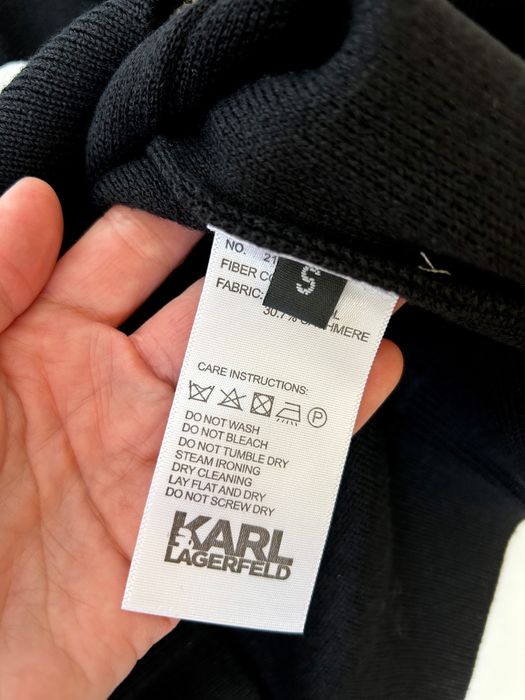 NO. 21
FIBER CO
FABRIC:
30.7% CASHMERE
S
CARE INSTRUCTIONS:
P
DO NOT WASH
DO NOT BLEACH
DO NOT TUMBLE DRY
STEAM IRONING
DRY CLEANING
LAY FLAT AND DRY
DO NOT SCREW DRY
KARL
LAGERFELD